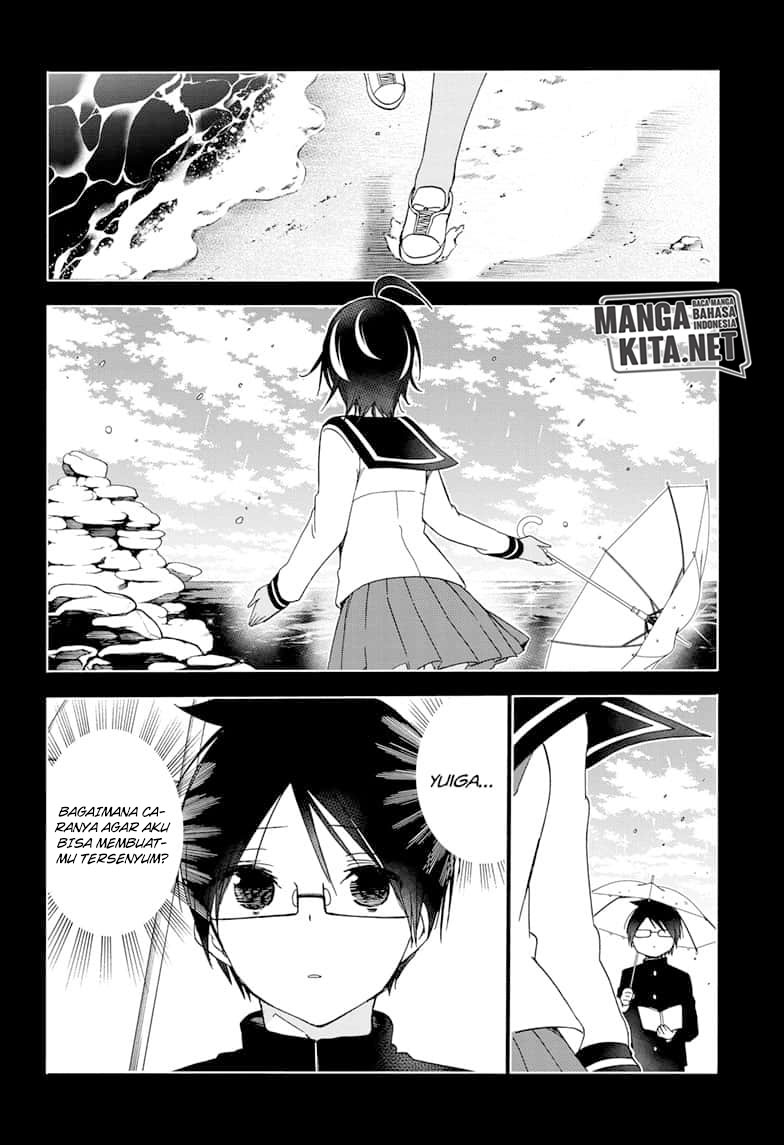 MANGA
KITA.NET
BACA MANGA
BAHASA
INDONESIA
YUIGA...
BAGAIMANA CA-
RANYA AGAR AKU
BISA MEMBUAT-
MU TERSENYUM?